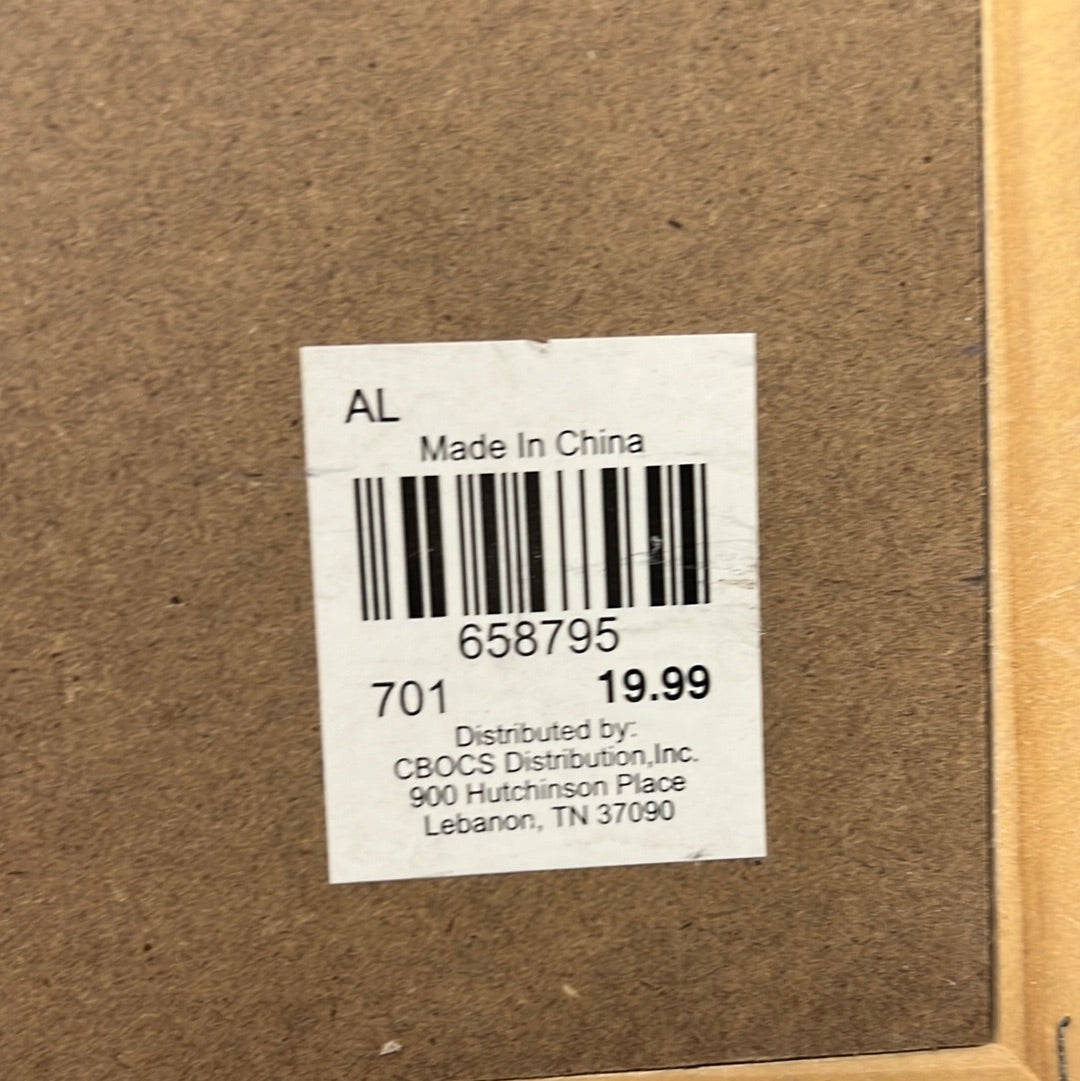 AL
Made In China
658795
701 19.99
Distributed by:
CBOCS Distribution,Inc.
900 Hutchinson Place
Lebanon, TN 37090